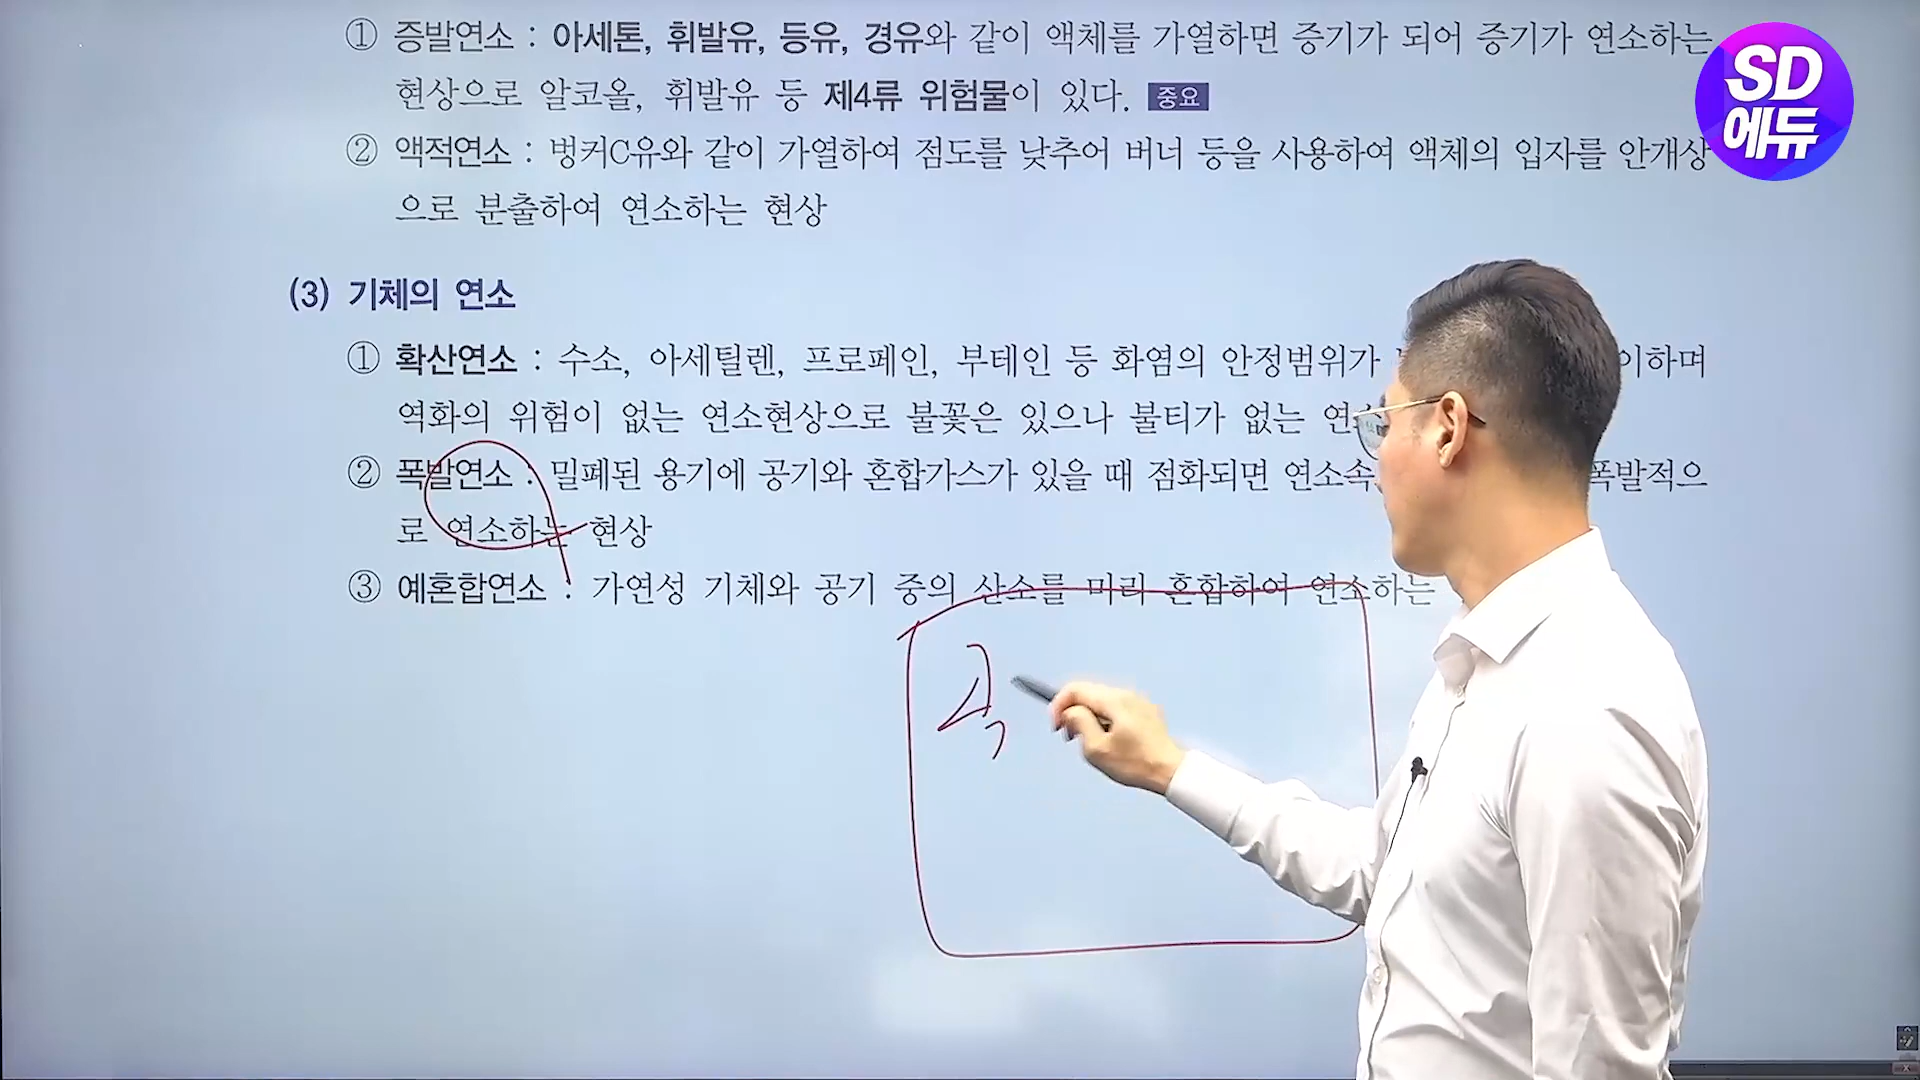 ① 증발연소 : 아세톤, 휘발유, 등유, 경유와 같이 액체를 가열하면 증기가 되어 증기가 연소하는
현상으로 알코올, 휘발유 등 제4류 위험물이 있다. 중요
② 액적연소 : 벙커C유와 같이 가열하여 점도를 낮추어 버너 등을 사용하여 액체의 입자를 안개상
으로 분출하여 연소하는 현상
(3) 기체의 연소
① 확산연소 : 수소, 아세틸렌, 프로페인, 부테인 등 화염의 안정범위가 이하며
역화의 위험이 없는 연소현상으로 불꽃은 있으나 불티가 없는
② 폭발연소 : 밀폐된 용기에 공기와 혼합가스가 있을 때 점화되면 연소속 폭발적으
로 연소하는 현상
③ 예혼합연소 : 가연성 기체와 공기 중의 산소를 미리 혼합하여 연소하는
SD
에듀